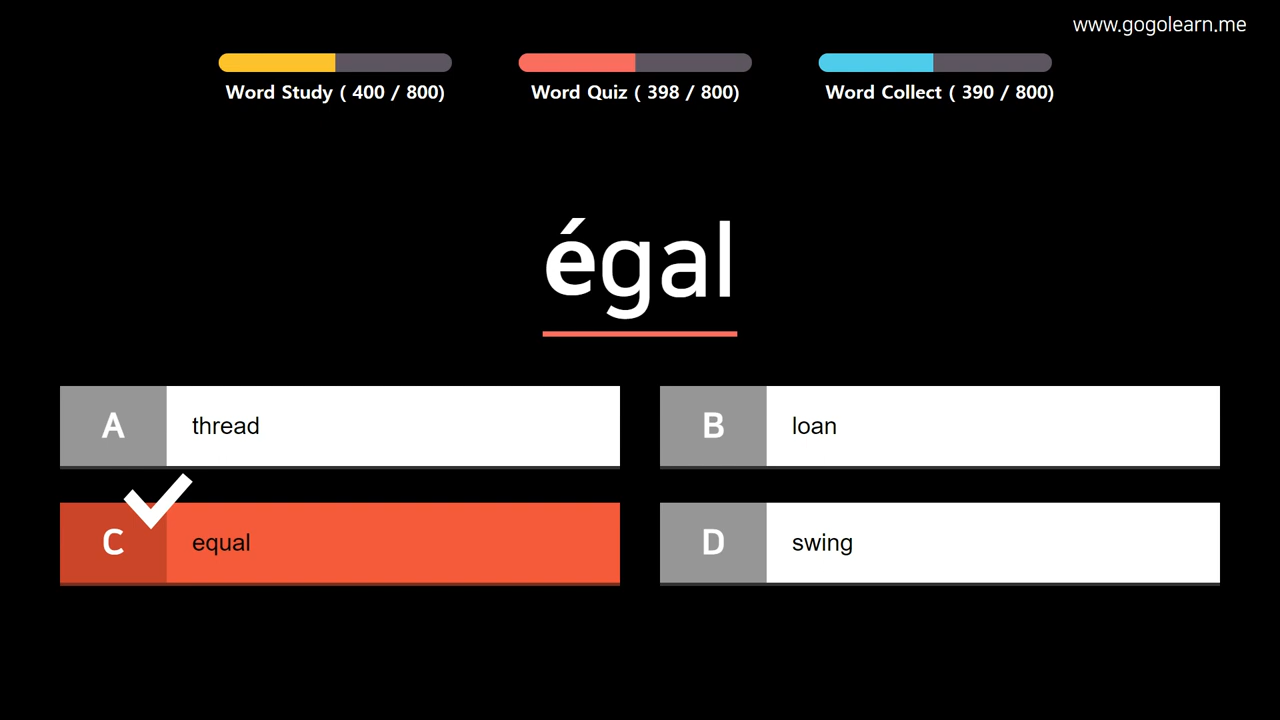 www.gogolearn.me
Word Study ( 400 / 800)
Word Quiz ( 398 / 800)
Word Collect ( 390 / 800)
égal
A
thread
B
loan
C
equal
D
swing